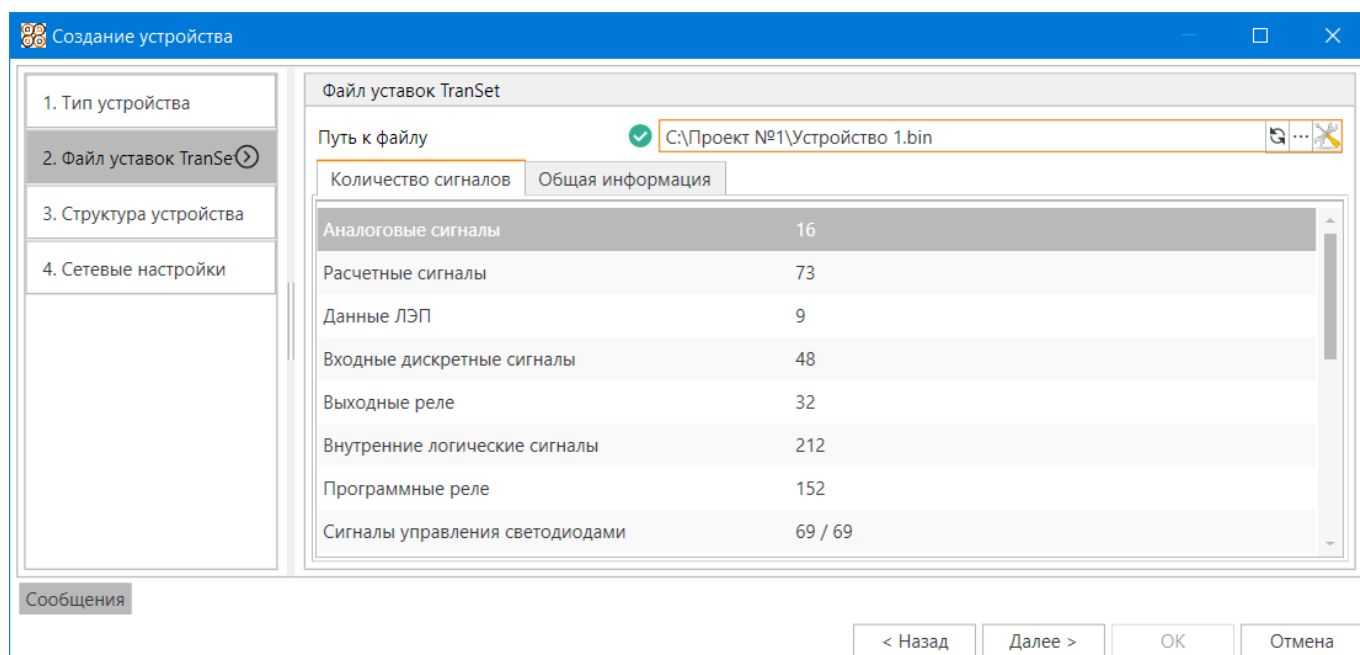 Создание устройства
1. Тип устройства
2. Файл уставок TranSe
3. Структура устройства
4. Сетевые настройки
Файл уставок TranSet
Путь к файлу C:\Проект №1\Устройство 1.bin ...
Количество сигналов Общая информация
Аналоговые сигналы 16
Расчетные сигналы 73
Данные ЛЭП 9
Входные дискретные сигналы 48
Выходные реле 32
Внутренние логические сигналы 212
Программные реле 152
Сигналы управления светодиодами 69 / 69
Сообщения
< Назад Далее > OK Отмена